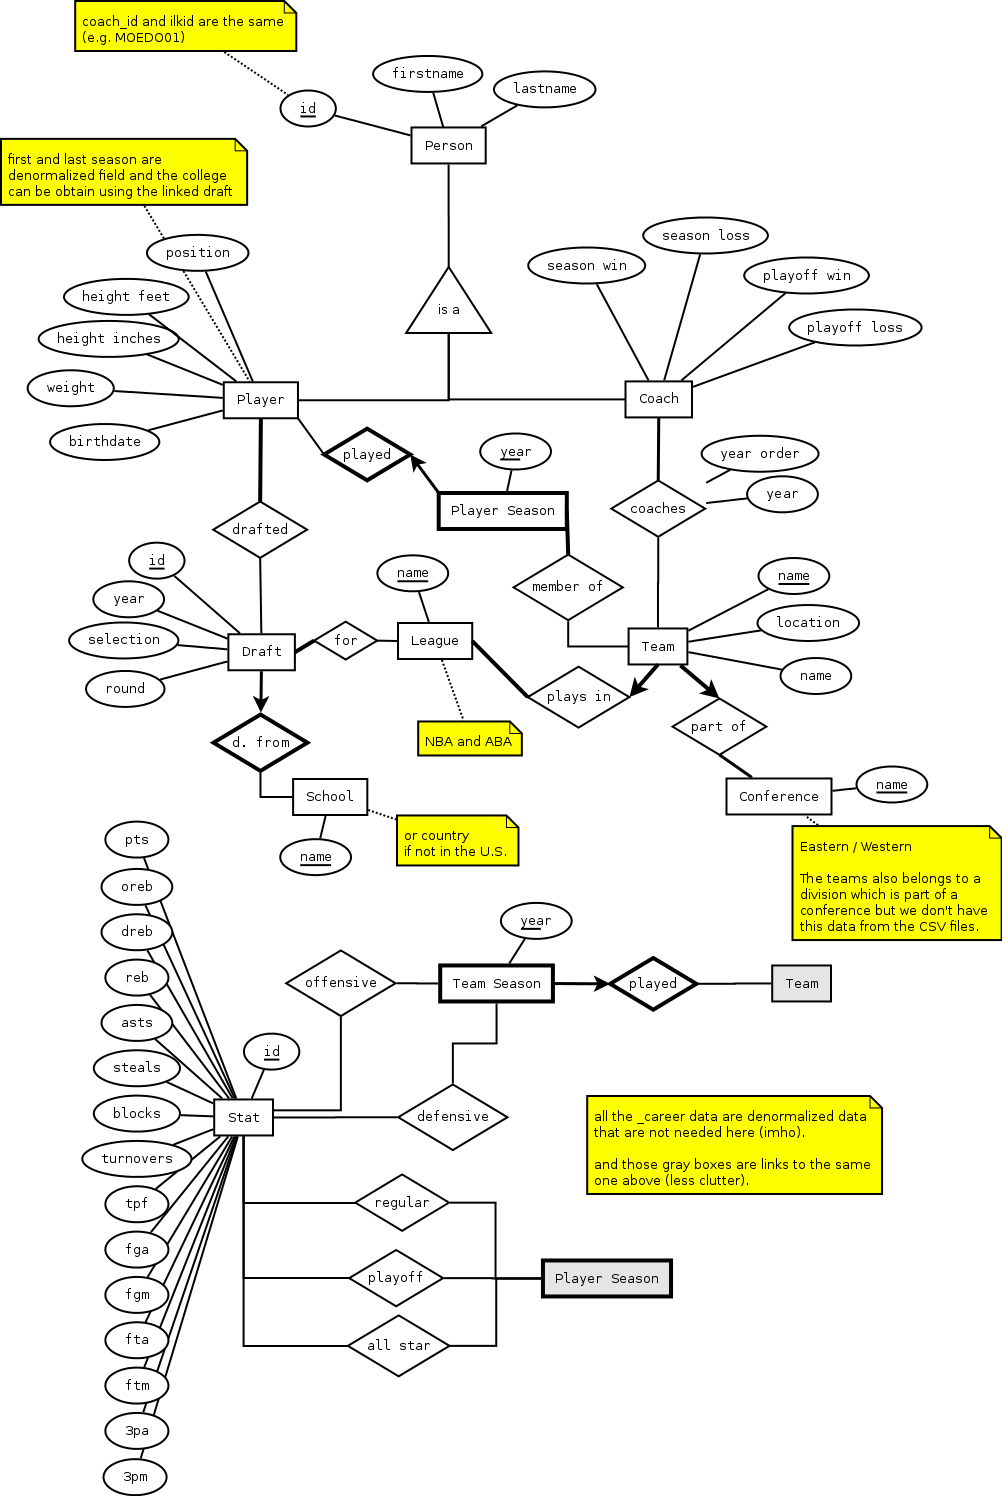 coach_id and ilkid are the same
(e.g. MOEDO01)
firstname
lastname
id
Person
first and last season are
denormalized field and the college
can be obtain using the linked draft
position
season loss
season win
playoff win
height feet
playoff loss
height inches
is a
weight
Player
Coach
birthdate
played
year
year order
year
Player Season
coaches
drafted
id
name
member of
name
year
location
selection
for
League
Draft
Team
round
plays in
name
part of
d. from
NBA and ABA
School
Conference
name
or country
if not in the U.S.
name
Eastern / Western
The teams also belongs to a
division which is part of a
conference but we don't have
this data from the CSV files.
pts
oreb
dreb
reb
asts
steals
blocks
turnovers
tpf
fga
fgm
fta
ftm
3pa
3pm
year
offensive
Team Season
played
Team
id
Stat
defensive
all the _career data are denormalized data
that are not needed here (imho).
and those gray boxes are links to the same
one above (less clutter).
regular
playoff
Player Season
all star